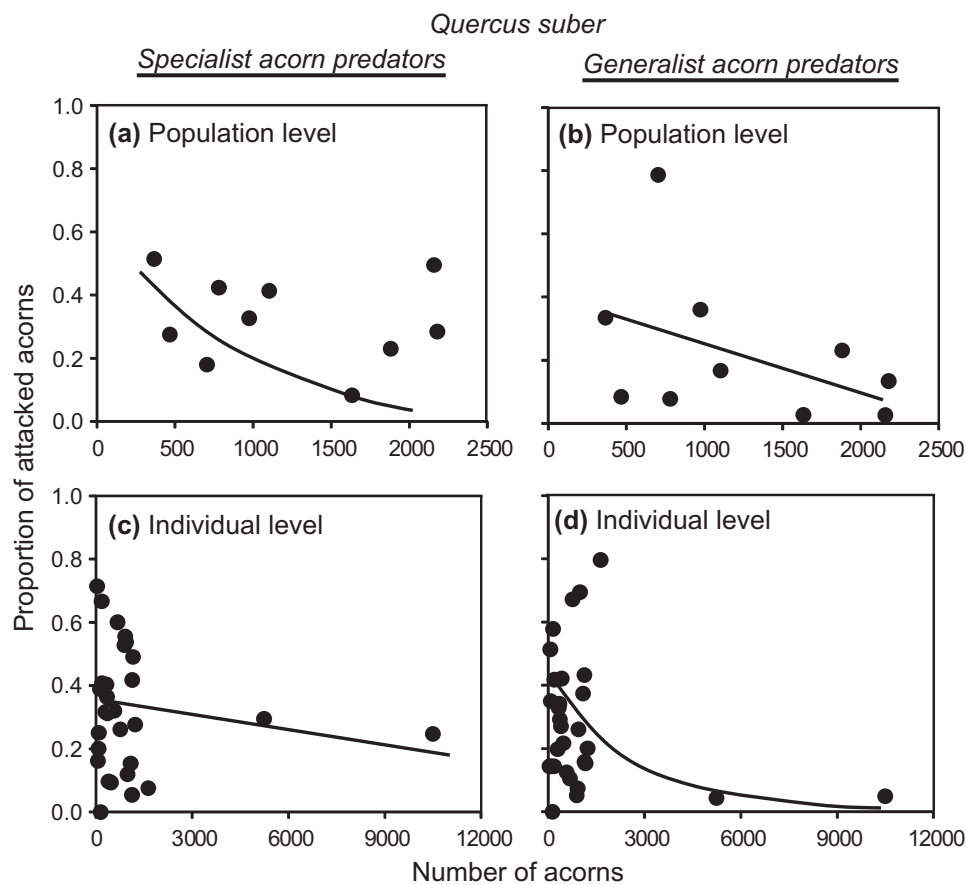 Quercus suber
Specialist acorn predators
Generalist acorn predators
Proportion of attacked acorns
(a) Population level
1.0
0.8
0.6
0.4
0.2
0.0
0 500 1000 1500 2000 2500
(b) Population level
500 1000 1500 2000 2500
(c) Individual level
1.0
0.8
0.6
0.4
0.2
0.0
0 3000 6000 9000 12000
(d) Individual level
0 3000 6000 9000 12000
Number of acorns